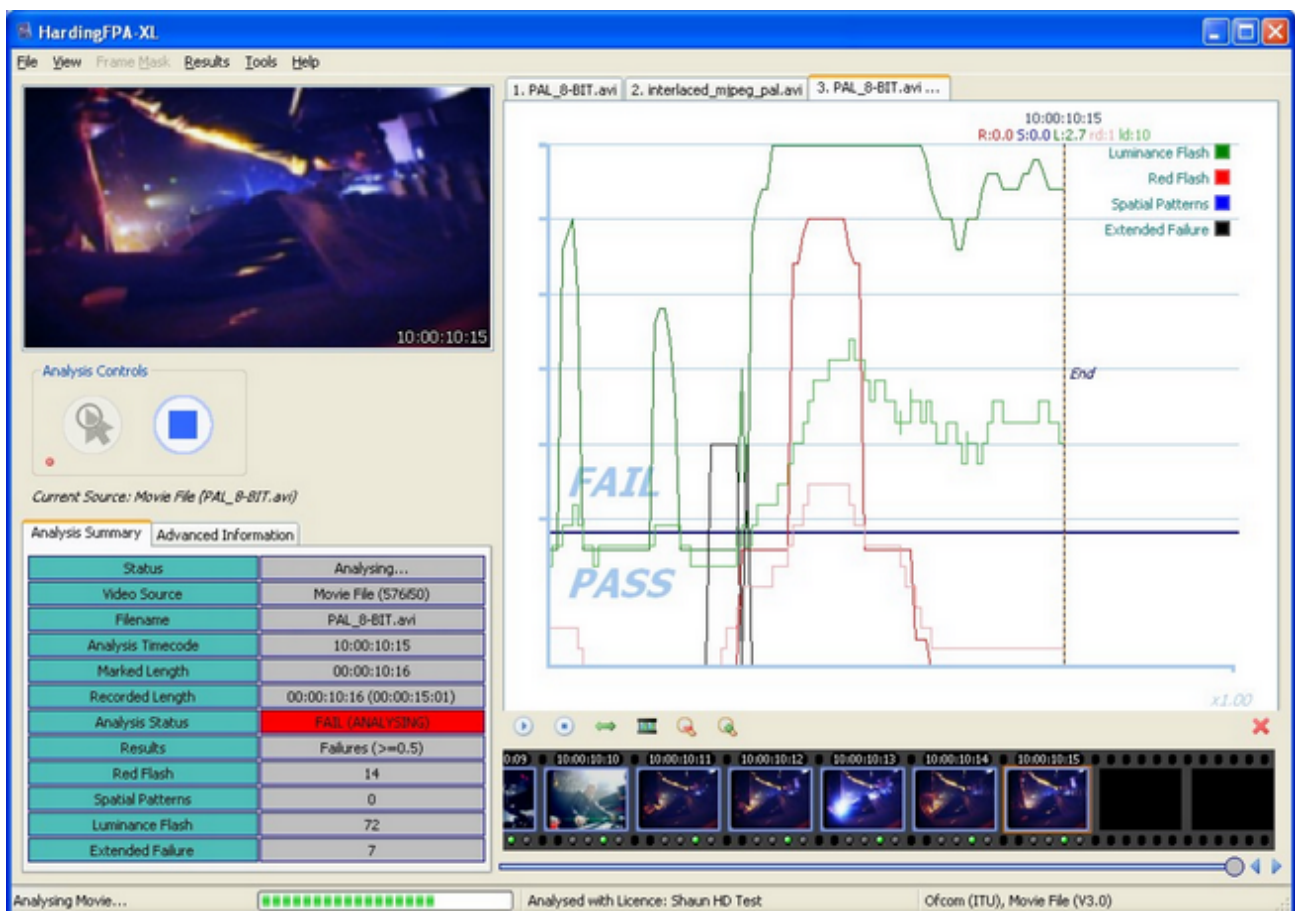 HardingFPA-XL
File View Frame Mask Results Tools Help
10:00:10:15
Analysis Controls
Current Source: Movie File (PAL_8-BIT.avi)
Analysis Summary Advanced Information
Status Analysing...
Video Source Movie File (576i50)
Filename PAL_8-BIT.avi
Analysis Timecode 10:00:10:15
Marked Length 00:00:10:16
Recorded Length 00:00:10:16 (00:00:15:01)
Analysis Status FAIL (ANALYSING)
Results Failures (>=0.5)
Red Flash 14
Spatial Patterns 0
Luminance Flash 72
Extended Failure 7
1. PAL_8-BIT.avi 2. interlaced_mjpeg_pal.avi 3. PAL_8-BIT.avi ...
10:00:10:15
R:0.0 S:0.0 L:2.7 rd:1 ld:10
Luminance Flash
Red Flash
Spatial Patterns
Extended Failure
End
FAIL
PASS
x1.00
0:09 10:00:10:10 10:00:10:11 10:00:10:12 10:00:10:13 10:00:10:14 10:00:10:15
Analysing Movie... Analysed with Licence: Shaun HD Test Ofcom (ITU), Movie File (V3.0)